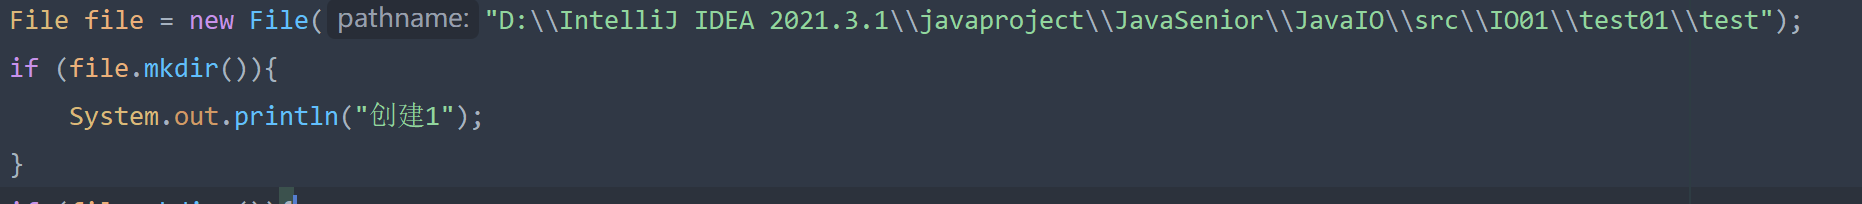 File file = new File( pathname: "D:\\IntelliJ IDEA 2021.3.1\\javaproject\\JavaSenior\\JavaIO\\src\\IO01\\test01\\test");
if (file.mkdir()){
    System.out.println("创建1");
}